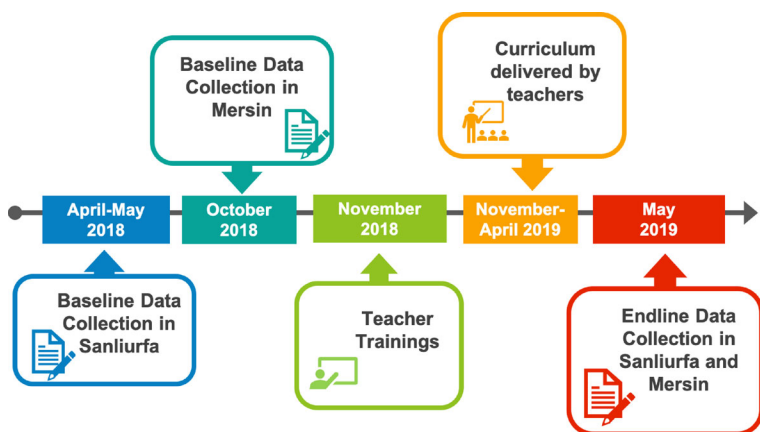 Baseline Data
Collection in
Mersin
Curriculum
delivered by
teachers
April-May
2018
October
2018
November
2018
November-
April 2019
May
2019
Baseline Data
Collection in
Sanliurfa
Teacher
Trainings
Endline Data
Collection in
Sanliurfa and
Mersin